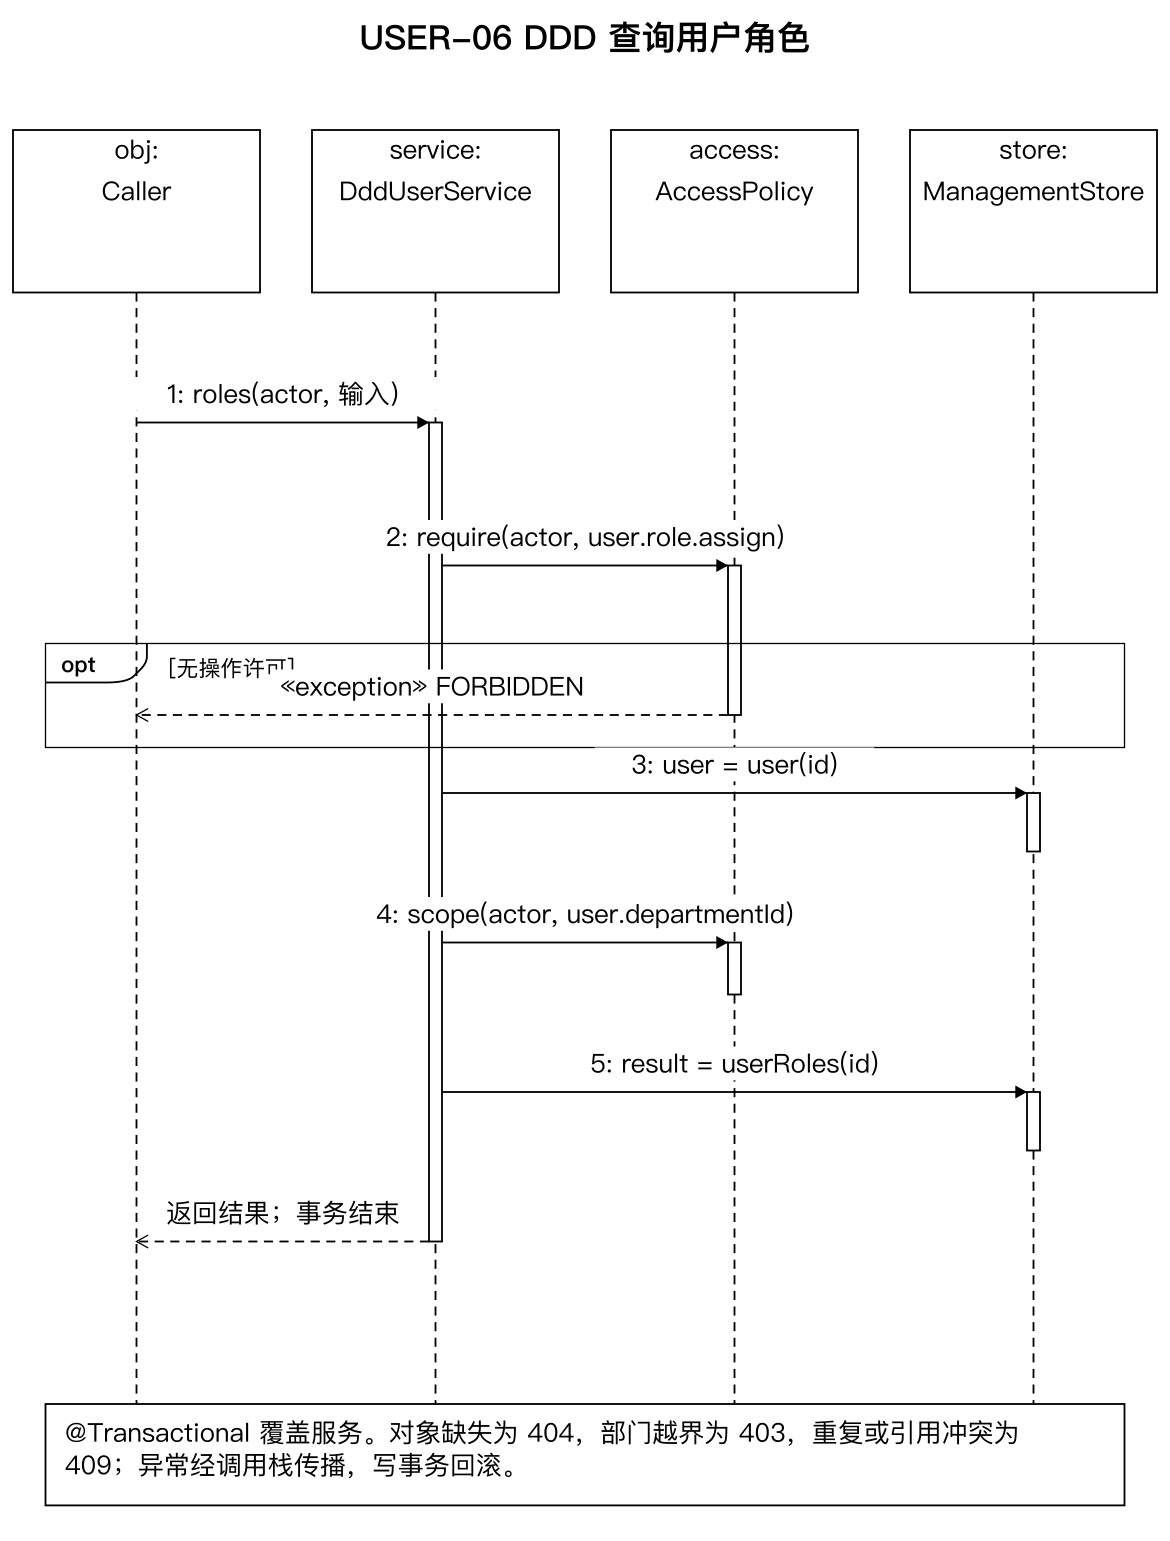 USER-06 DDD 查询用户角色
obj:
Caller
service:
DddUserService
access:
AccessPolicy
store:
ManagementStore
1: roles(actor, 输入)
2: require(actor, user.role.assign)
opt
[无操作许可]
«exception» FORBIDDEN
3: user = user(id)
4: scope(actor, user.departmentId)
5: result = userRoles(id)
返回结果；事务结束
@Transactional 覆盖服务。对象缺失为 404，部门越界为 403，重复或引用冲突为
409；异常经调用栈传播，写事务回滚。